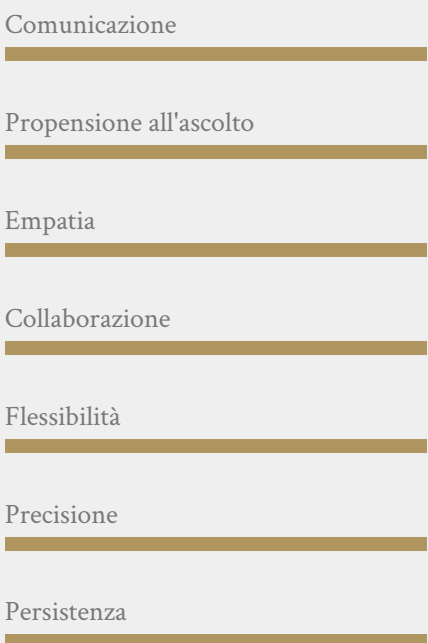 Comunicazione
Propensione all'ascolto
Empatia
Collaborazione
Flessibilità
Precisione
Persistenza